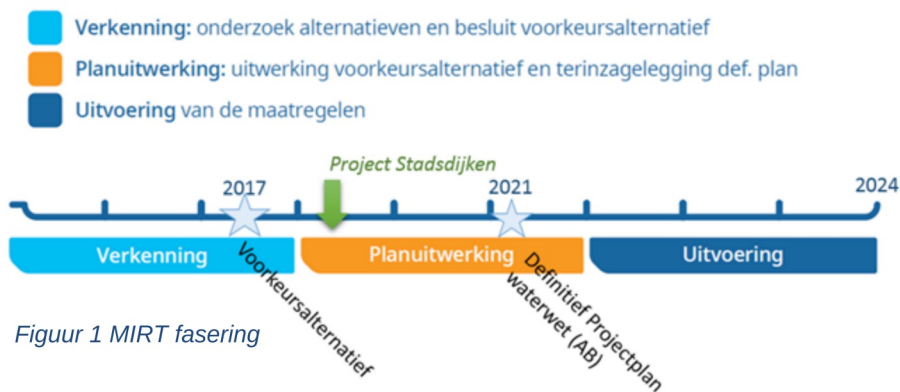 Verkenning: onderzoek alternatieven en besluit voorkeursalternatief
Planuitwerking: uitwerking voorkeursalternatief en terinzagelegging def. plan
Uitvoering van de maatregelen
Project Stadsdijken
2017
2021
2024
Verkenning
Planuitwerking
Uitvoering
Voorkeursalternatief
Definitief Projectplan
waterwet (AB)
Figuur 1 MIRT fasering